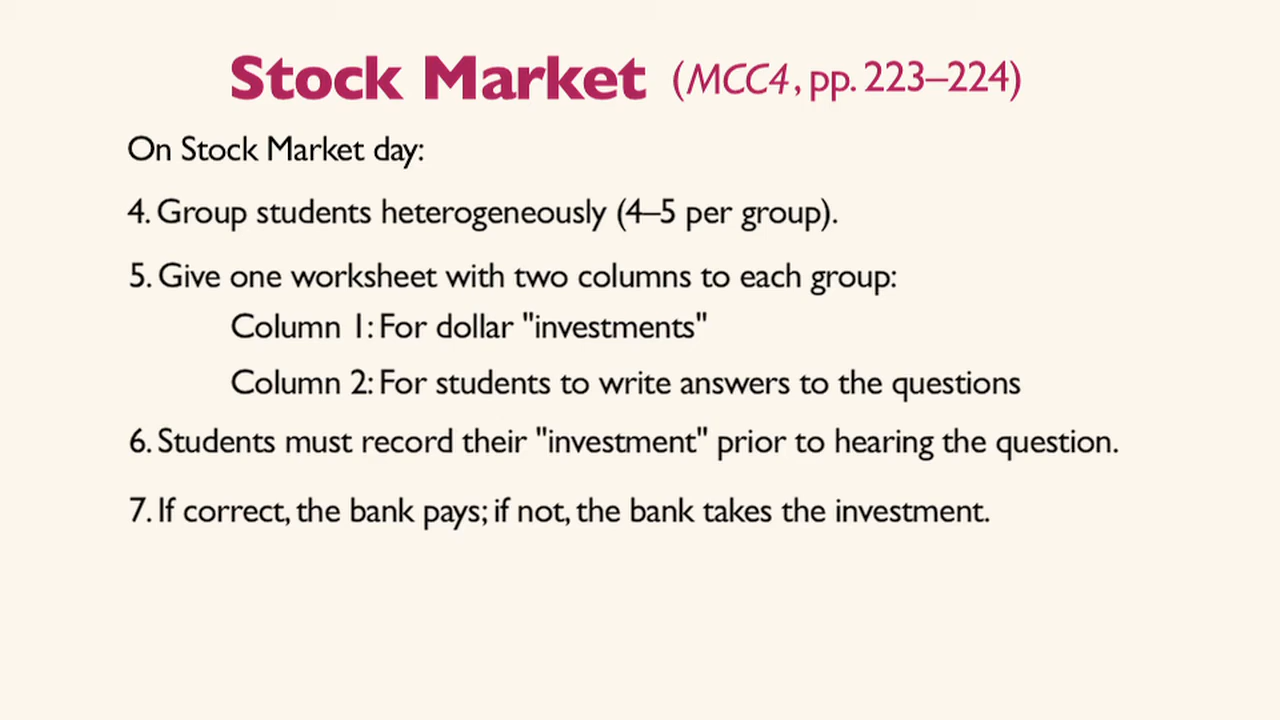 Stock Market (MCC4, pp. 223–224)
On Stock Market day:
4. Group students heterogeneously (4–5 per group).
5. Give one worksheet with two columns to each group:
Column 1: For dollar "investments"
Column 2: For students to write answers to the questions
6. Students must record their "investment" prior to hearing the question.
7. If correct, the bank pays; if not, the bank takes the investment.